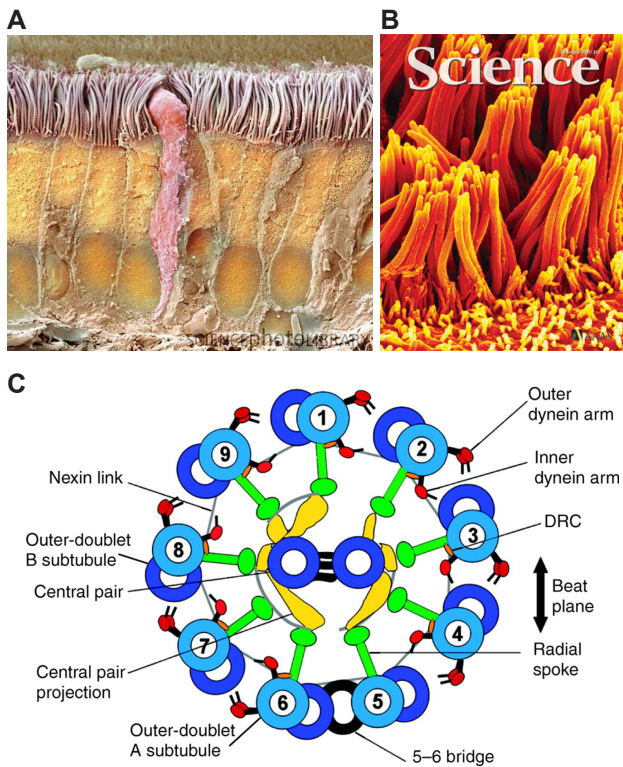 A
B
Science
SCIENCEphotOLIBRARY
AAAS
C
1
2
3
4
5
6
7
8
9
Outer
dynein arm
Inner
dynein arm
DRC
Beat
plane
Radial
spoke
5–6 bridge
Nexin link
Outer-doublet
B subtubule
Central pair
Central pair
projection
Outer-doublet
A subtubule